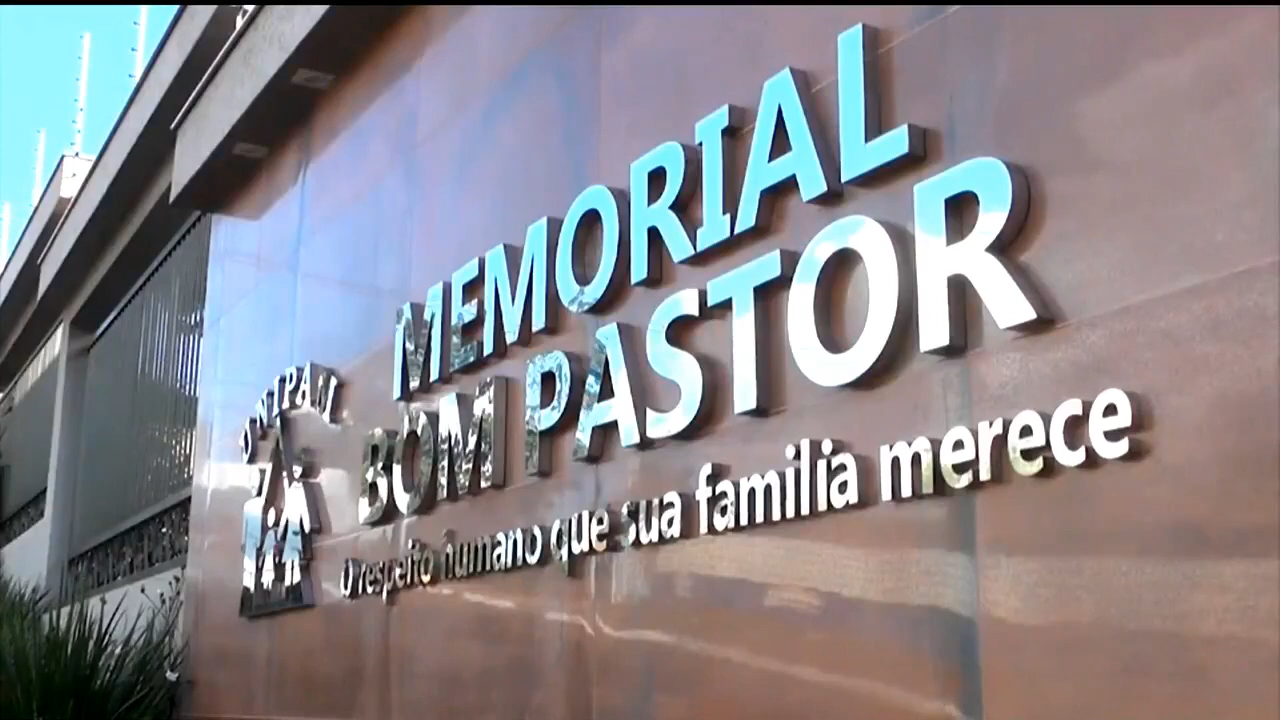 UNIPAX
MEMORIAL
BOM PASTOR
O respeito humano que sua familia merece